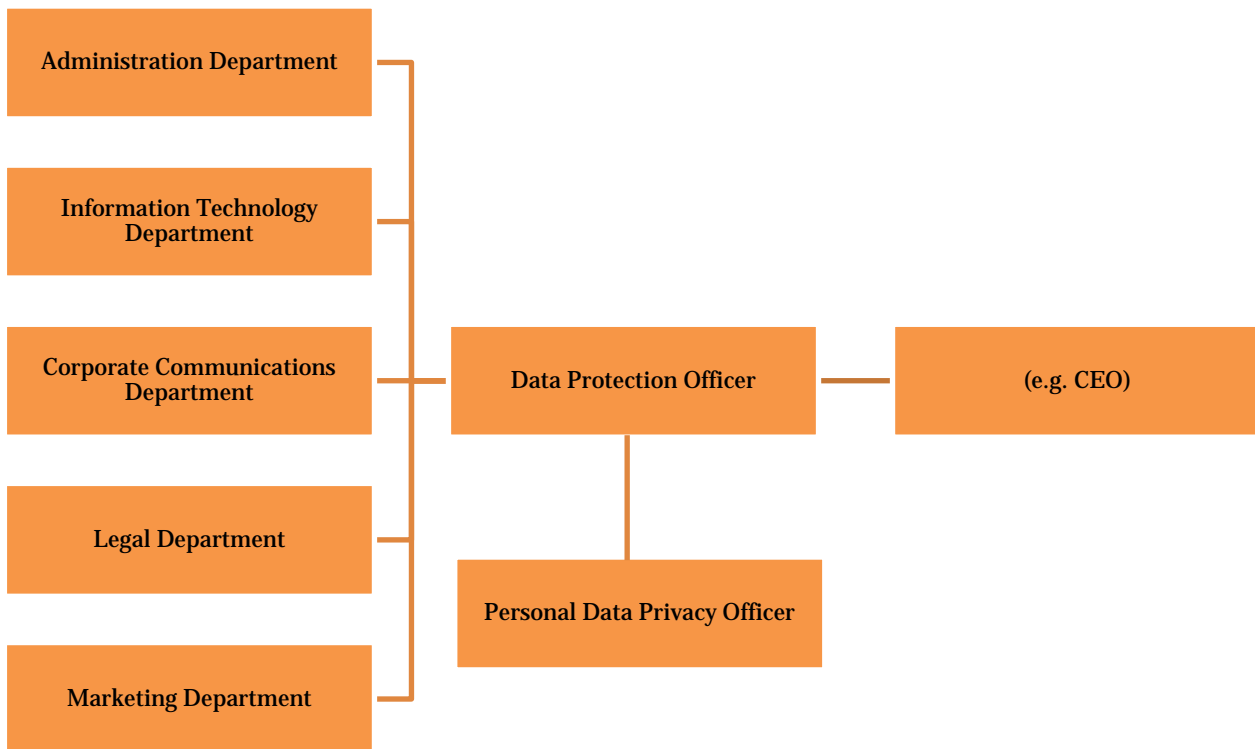 Administration Department
Information Technology
Department
Corporate Communications
Department
Data Protection Officer
(e.g. CEO)
Legal Department
Personal Data Privacy Officer
Marketing Department